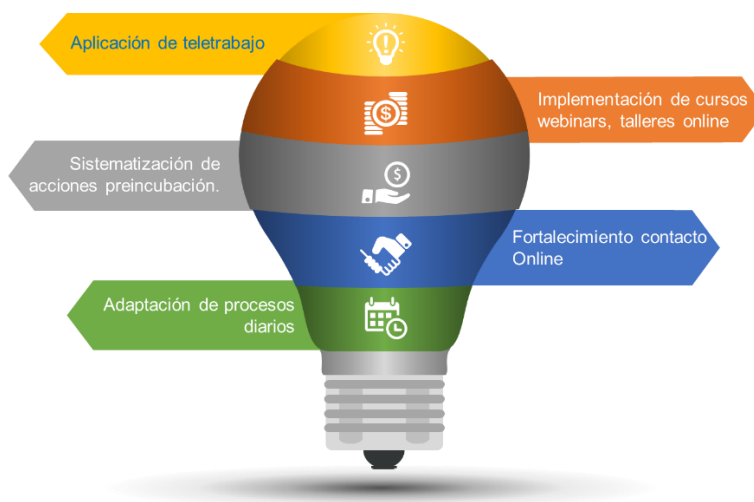 Aplicación de teletrabajo
Implementación de cursos
webinars, talleres online
Sistematización de
acciones preincubación.
Fortalecimiento contacto
Online
Adaptación de procesos
diarios